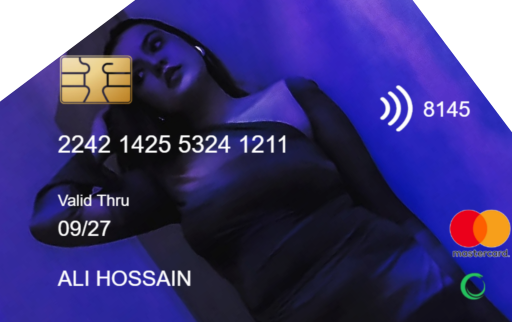 8145
2242 1425 5324 1211
Valid Thru
09/27
ALI HOSSAIN
mastercard.